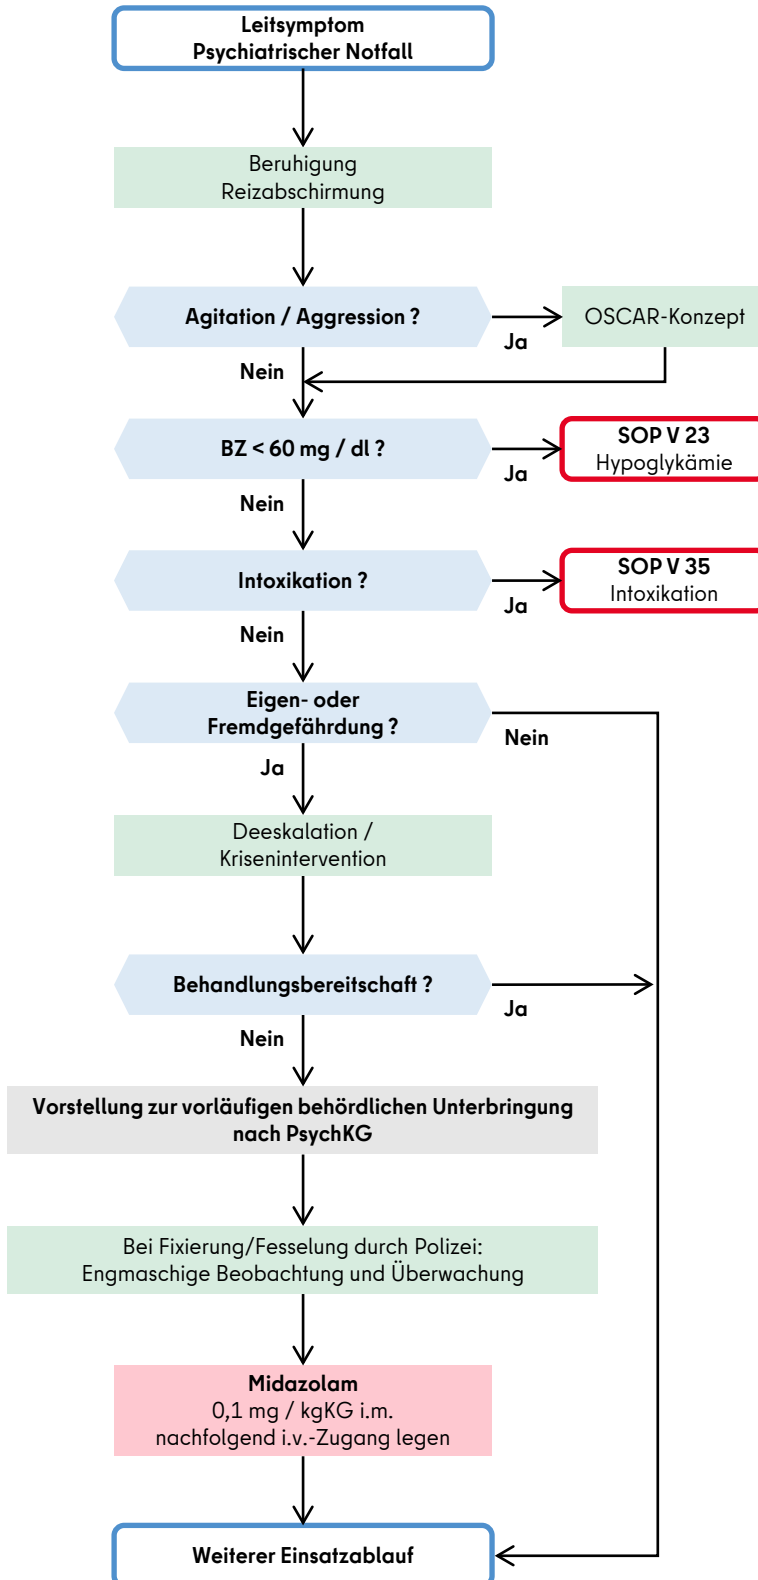 Leitsymptom
Psychiatrischer Notfall
Beruhigung
Reizabschirmung
Agitation / Aggression ?
Ja
OSCAR-Konzept
Nein
BZ < 60 mg / dl ?
Ja
SOP V 23
Hypoglykämie
Nein
Intoxikation ?
Ja
SOP V 35
Intoxikation
Nein
Eigen- oder
Fremdgefährdung ?
Nein
Ja
Deeskalation /
Krisenintervention
Behandlungsbereitschaft ?
Ja
Nein
Vorstellung zur vorläufigen behördlichen Unterbringung
nach PsychKG
Bei Fixierung/Fesselung durch Polizei:
Engmaschige Beobachtung und Überwachung
Midazolam
0,1 mg / kgKG i.m.
nachfolgend i.v.-Zugang legen
Weiterer Einsatzablauf